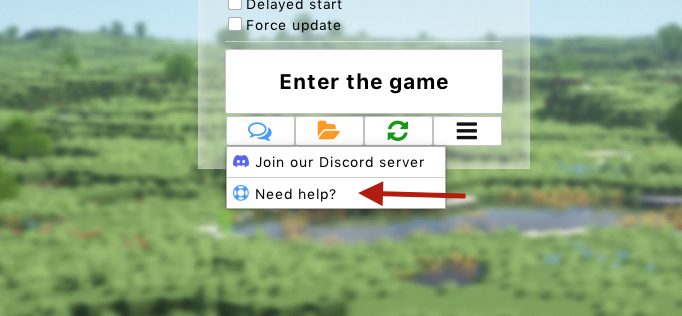 Delayed start
Force update
Enter the game
Join our Discord server
Need help?